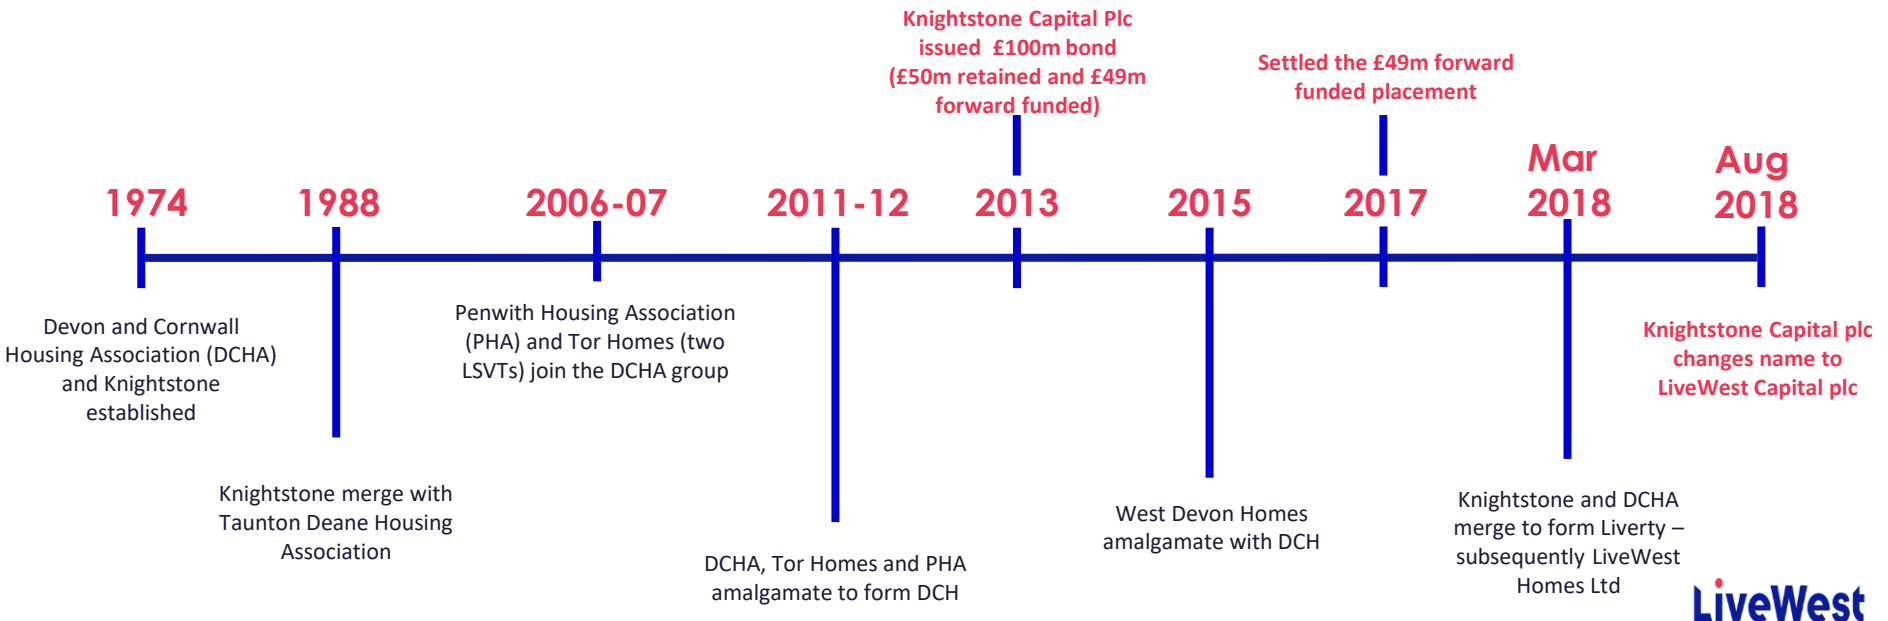 Knightstone Capital Plc
issued £100m bond
(£50m retained and £49m
forward funded)
Settled the £49m forward
funded placement
1974
1988
2006-07
2011-12
2013
2015
2017
Mar
2018
Aug
2018
Devon and Cornwall
Housing Association (DCHA)
and Knightstone
established
Knightstone merge with
Taunton Deane Housing
Association
Penwith Housing Association
(PHA) and Tor Homes (two
LSVTs) join the DCHA group
DCHA, Tor Homes and PHA
amalgamate to form DCH
West Devon Homes
amalgamate with DCH
Knightstone and DCHA
merge to form Liverty –
subsequently LiveWest
Homes Ltd
Knightstone Capital plc
changes name to
LiveWest Capital plc
LiveWest